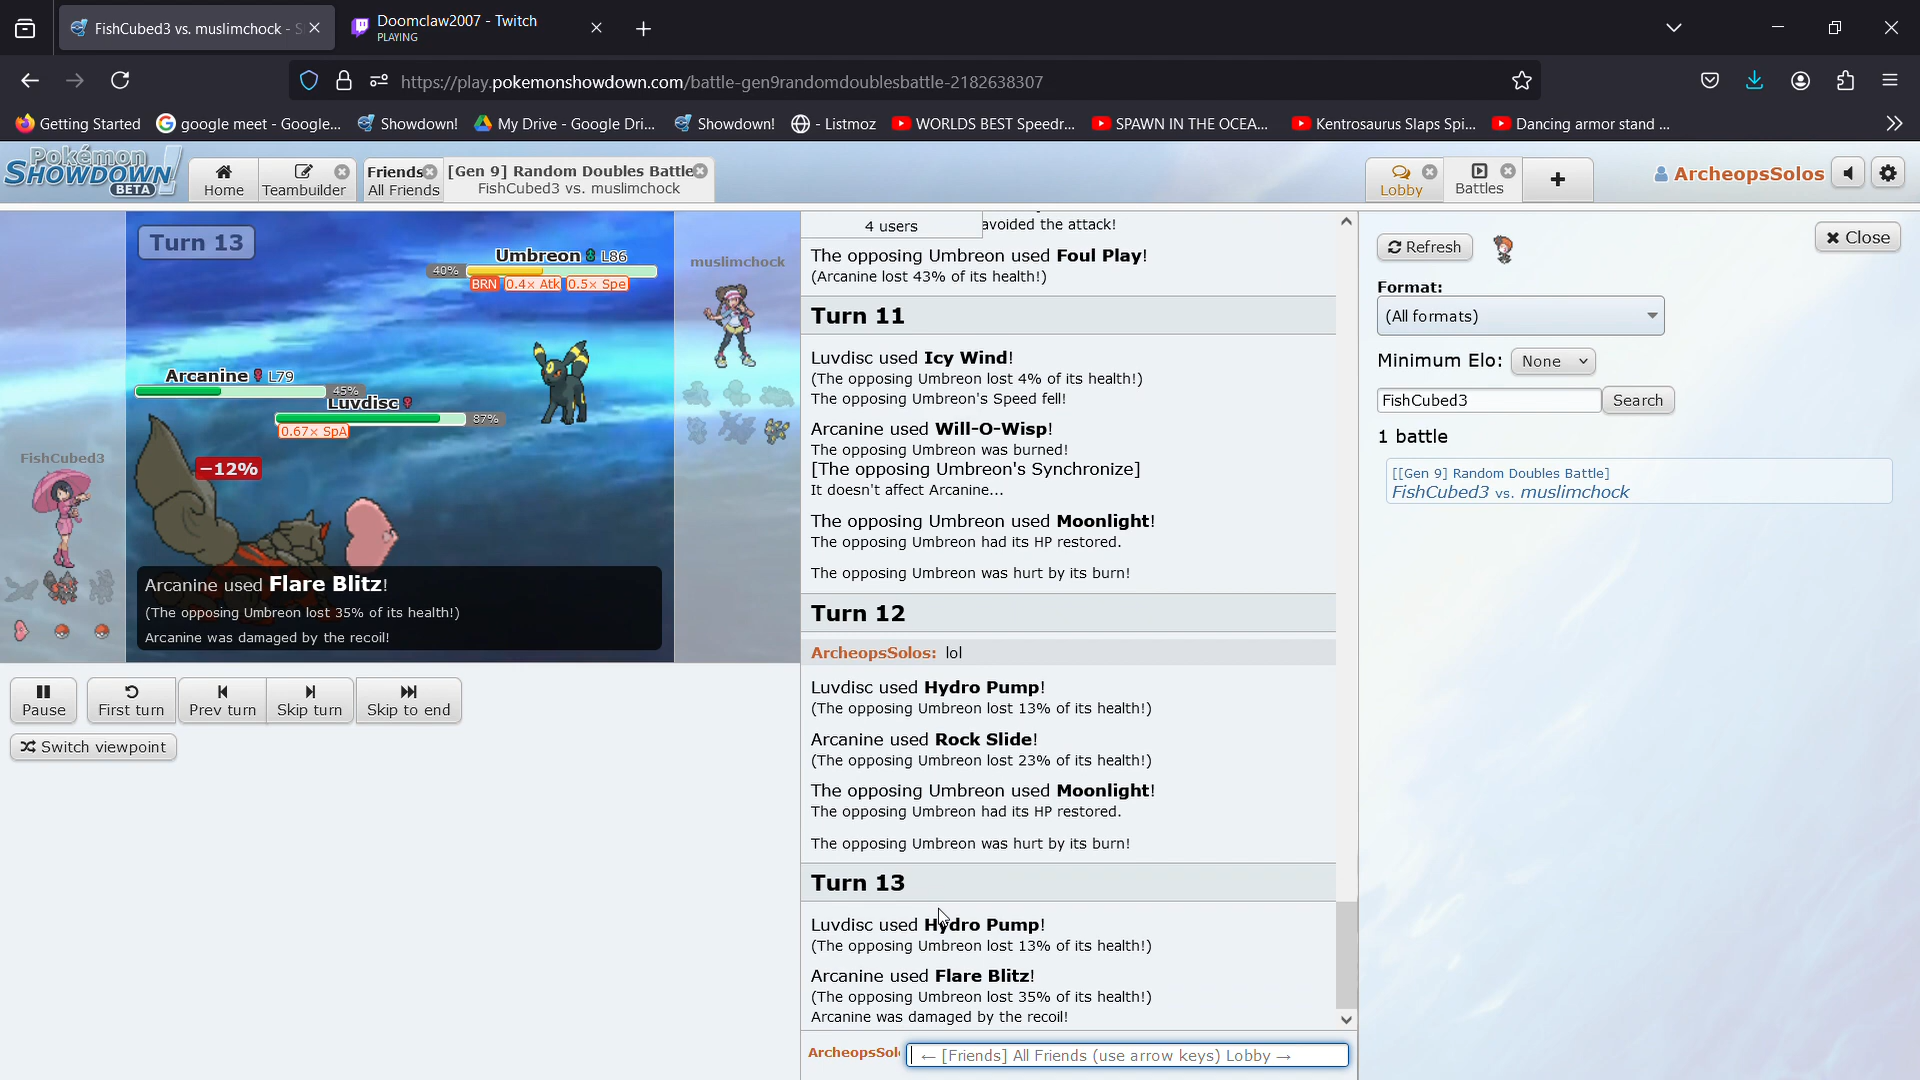 FishCubed3 vs. muslimchock - S
Doomclaw2007 - Twitch
PLAYING
https://play.pokemonshowdown.com/battle-gen9randomdoublesbattle-2182638307
Getting Started
google meet - Google...
Showdown!
My Drive - Google Dri...
Showdown!
- Listmoz
WORLDS BEST Speedr...
SPAWN IN THE OCEA...
Kentrosaurus Slaps Spi...
Dancing armor stand ...
Pokémon
SHOWDOWN!
BETA
Home
Teambuilder
Friends
All Friends
[Gen 9] Random Doubles Battle
FishCubed3 vs. muslimchock
Lobby
Battles
ArcheopsSolos
Turn 13
Umbreon L86
40%
BRN 0.4× Atk 0.5× Spe
muslimchock
Arcanine L79
45%
Luvdisc
87%
0.67× SpA
FishCubed3
−12%
Arcanine used Flare Blitz!
(The opposing Umbreon lost 35% of its health!)
Arcanine was damaged by the recoil!
Pause
First turn
Prev turn
Skip turn
Skip to end
Switch viewpoint
4 users
avoided the attack!
The opposing Umbreon used Foul Play!
(Arcanine lost 43% of its health!)
Turn 11
Luvdisc used Icy Wind!
(The opposing Umbreon lost 4% of its health!)
The opposing Umbreon's Speed fell!
Arcanine used Will-O-Wisp!
The opposing Umbreon was burned!
[The opposing Umbreon's Synchronize]
It doesn't affect Arcanine...
The opposing Umbreon used Moonlight!
The opposing Umbreon had its HP restored.
The opposing Umbreon was hurt by its burn!
Turn 12
ArcheopsSolos: lol
Luvdisc used Hydro Pump!
(The opposing Umbreon lost 13% of its health!)
Arcanine used Rock Slide!
(The opposing Umbreon lost 23% of its health!)
The opposing Umbreon used Moonlight!
The opposing Umbreon had its HP restored.
The opposing Umbreon was hurt by its burn!
Turn 13
Luvdisc used Hydro Pump!
(The opposing Umbreon lost 13% of its health!)
Arcanine used Flare Blitz!
(The opposing Umbreon lost 35% of its health!)
Arcanine was damaged by the recoil!
ArcheopsSol
← [Friends] All Friends (use arrow keys) Lobby →
Refresh
Close
Format:
(All formats)
Minimum Elo: None
FishCubed3
Search
1 battle
[[Gen 9] Random Doubles Battle]
FishCubed3 vs. muslimchock